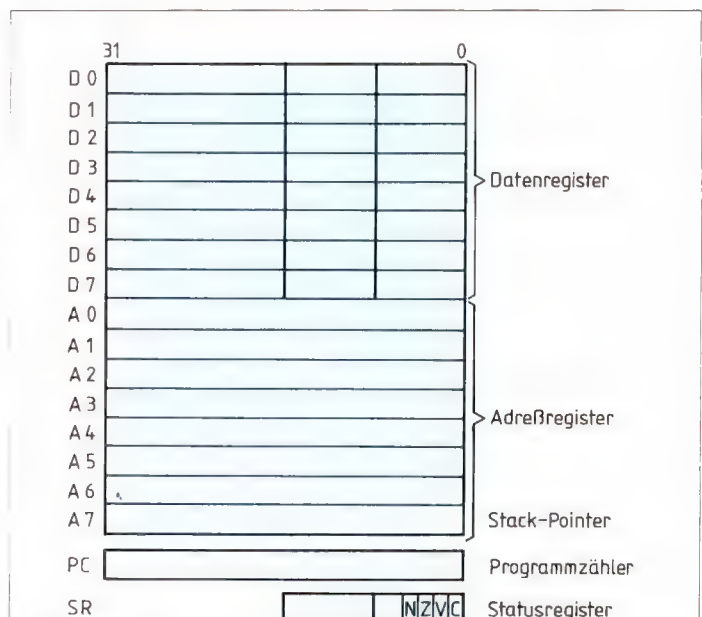 31 0
D 0
D 1
D 2
D 3
D 4
D 5
D 6
D 7
Datenregister
A 0
A 1
A 2
A 3
A 4
A 5
A 6
A 7
Adreßregister
Stack-Pointer
PC Programmzähler
SR N Z V C Statusregister